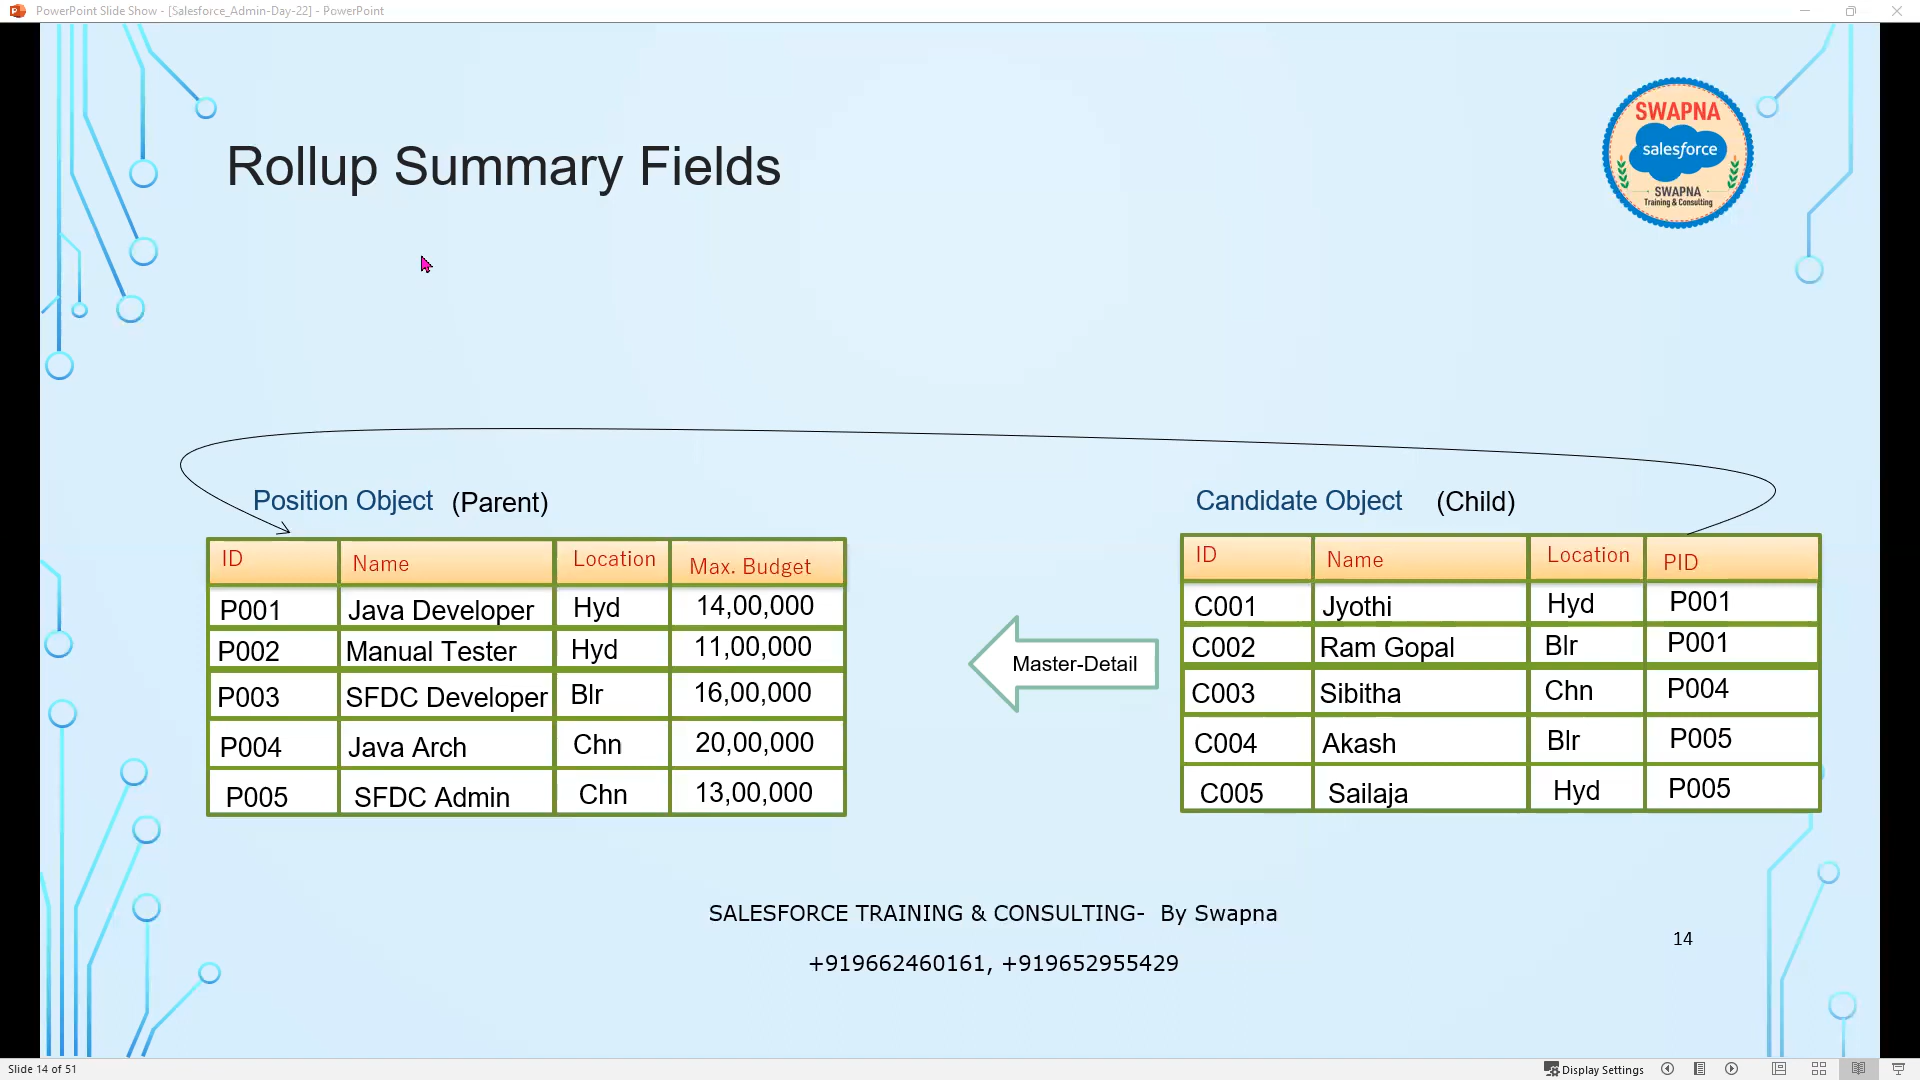 PowerPoint Slide Show - [Salesforce_Admin-Day-22] - PowerPoint
SWAPNA
salesforce
SWAPNA
Training & Consulting
Rollup Summary Fields
Position Object (Parent)
ID Name Location Max. Budget
P001 Java Developer Hyd 14,00,000
P002 Manual Tester Hyd 11,00,000
P003 SFDC Developer Blr 16,00,000
P004 Java Arch Chn 20,00,000
P005 SFDC Admin Chn 13,00,000
Master-Detail
Candidate Object (Child)
ID Name Location PID
C001 Jyothi Hyd P001
C002 Ram Gopal Blr P001
C003 Sibitha Chn P004
C004 Akash Blr P005
C005 Sailaja Hyd P005
SALESFORCE TRAINING & CONSULTING- By Swapna
14
+919662460161, +919652955429
Slide 14 of 51
Display Settings